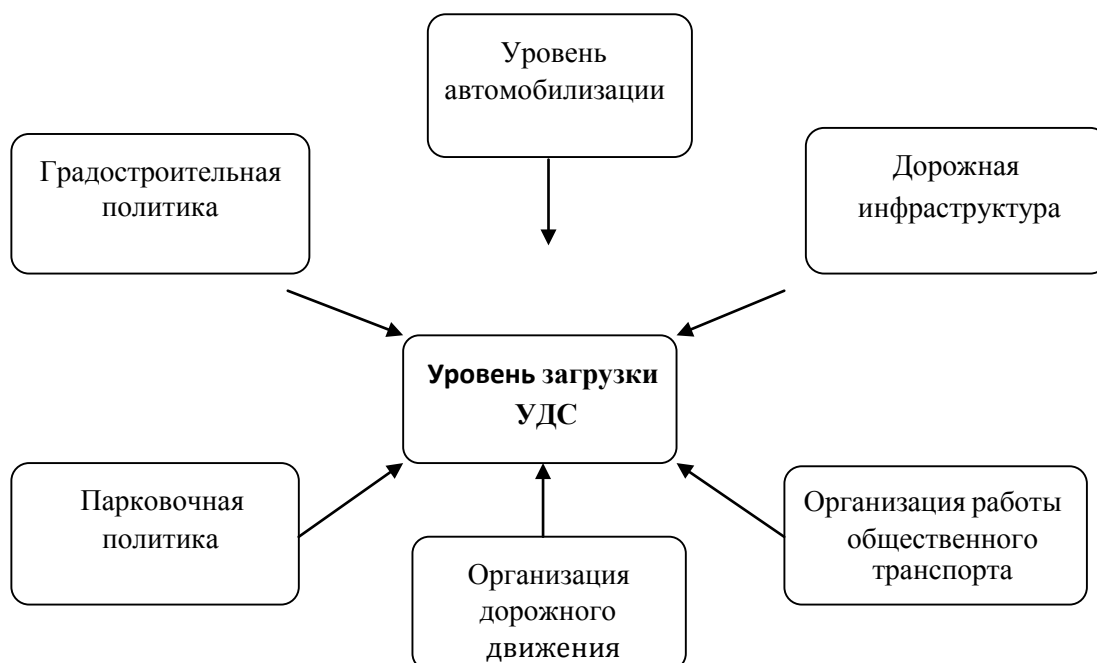 Уровень
автомобилизации
Градостроительная
политика
Дорожная
инфраструктура
Уровень загрузки
УДС
Парковочная
политика
Организация
дорожного
движения
Организация работы
общественного
транспорта